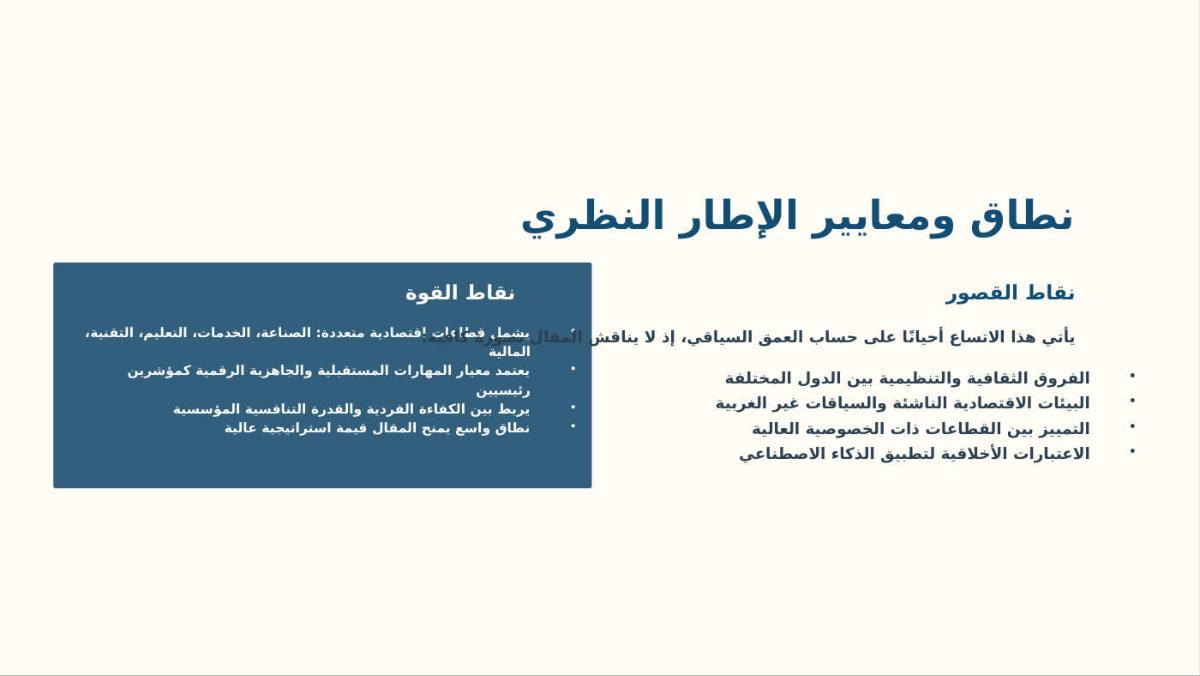 نطاق ومعايير الإطار النظري
نقاط القصور
يأتي هذا الاتساع أحيانًا على حساب العمق السياقي، إذ لا يناقش المقال بصورة كافية:
• الفروق الثقافية والتنظيمية بين الدول المختلفة
• البيئات الاقتصادية الناشئة والسياقات غير الغربية
• التمييز بين القطاعات ذات الخصوصية العالية
• الاعتبارات الأخلاقية لتطبيق الذكاء الاصطناعي
نقاط القوة
• يشمل قطاعات اقتصادية متعددة: الصناعة، الخدمات، التعليم، التقنية،
المالية
• يعتمد معيار المهارات المستقبلية والجاهزية الرقمية كمؤشرين
رئيسيين
• يربط بين الكفاءة الفردية والقدرة التنافسية المؤسسية
• نطاق واسع يمنح المقال قيمة استراتيجية عالية